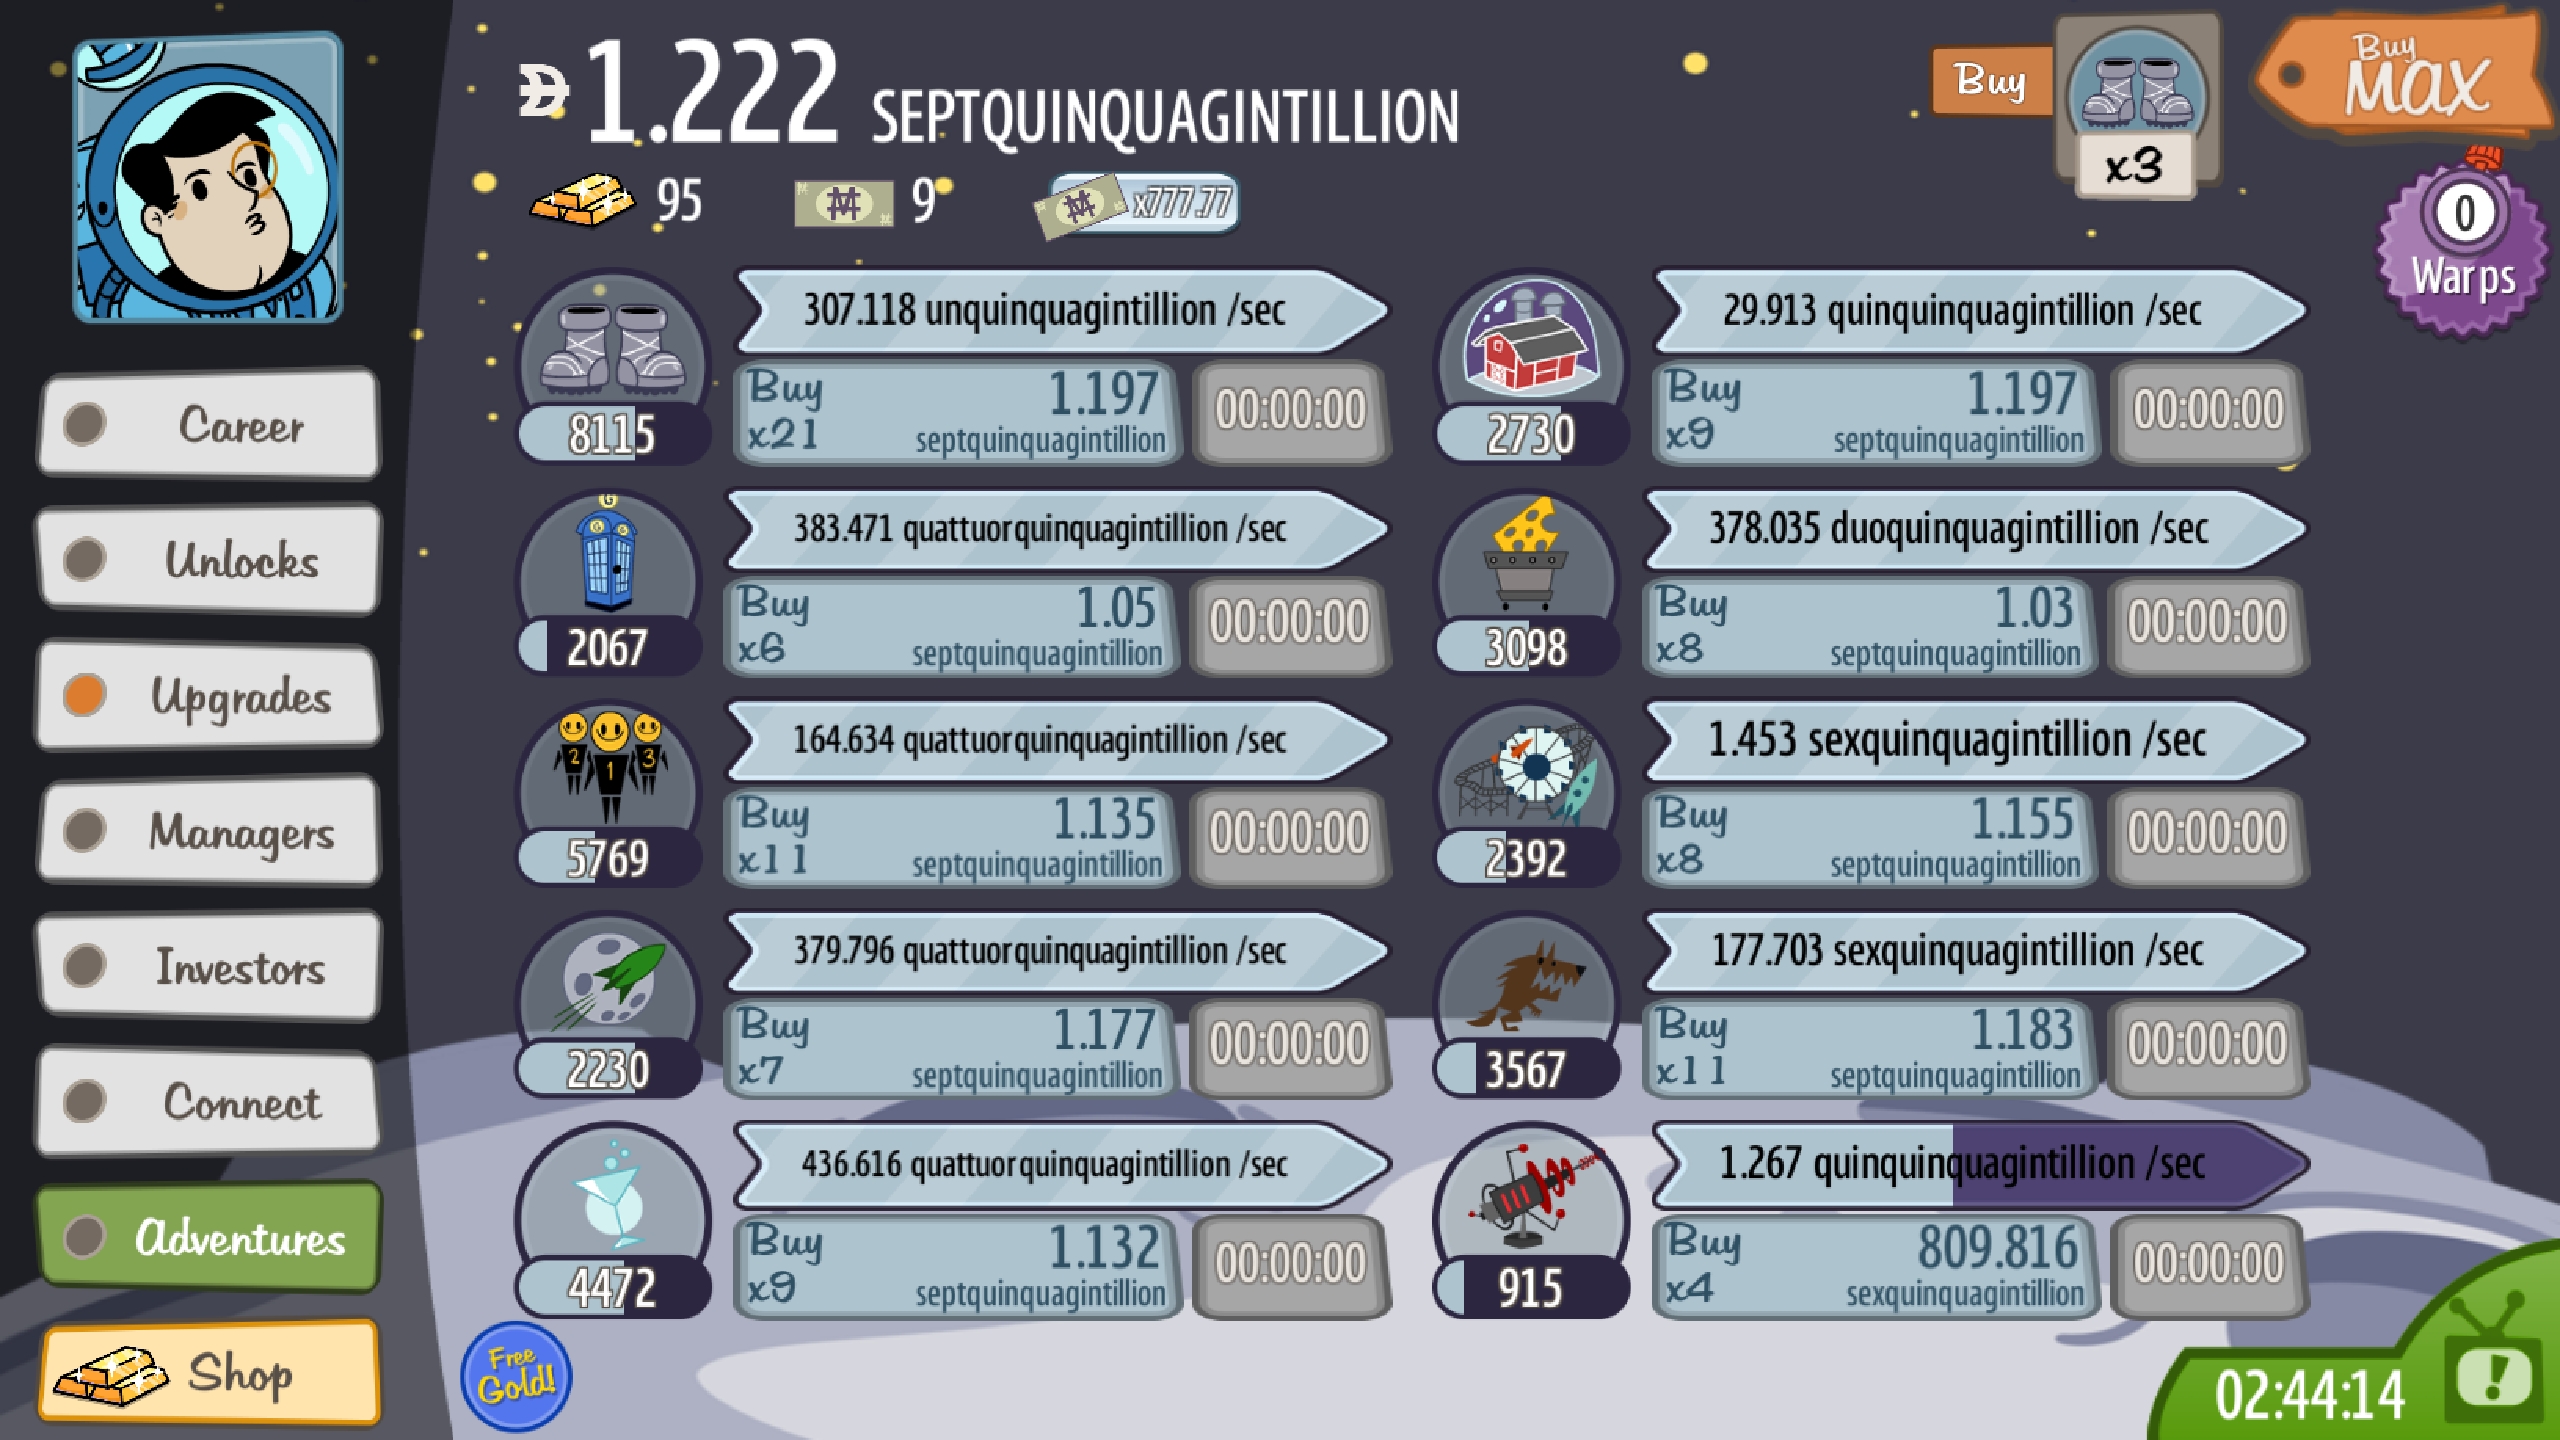 1.222 SEPTQUINQUAGINTILLION
Buy
x3
Buy
MAX
95
9
x777.77
0
Warps
Career
Unlocks
Upgrades
Managers
Investors
Connect
Adventures
Shop
307.118 unquinquagintillion /sec
8115
Buy
x21
1.197
septquinquagintillion
00:00:00
29.913 quinquinquagintillion /sec
2730
Buy
x9
1.197
septquinquagintillion
00:00:00
G
G G
383.471 quattuorquinquagintillion /sec
2067
Buy
x6
1.05
septquinquagintillion
00:00:00
378.035 duoquinquagintillion /sec
3098
Buy
x8
1.03
septquinquagintillion
00:00:00
2 1 3
164.634 quattuorquinquagintillion /sec
5769
Buy
x11
1.135
septquinquagintillion
00:00:00
1.453 sexquinquagintillion /sec
2392
Buy
x8
1.155
septquinquagintillion
00:00:00
379.796 quattuorquinquagintillion /sec
2230
Buy
x7
1.177
septquinquagintillion
00:00:00
177.703 sexquinquagintillion /sec
3567
Buy
x11
1.183
septquinquagintillion
00:00:00
436.616 quattuorquinquagintillion /sec
4472
Buy
x9
1.132
septquinquagintillion
00:00:00
1.267 quinquinquagintillion /sec
915
Buy
x4
809.816
sexquinquagintillion
00:00:00
Free
Gold!
02:44:14
!